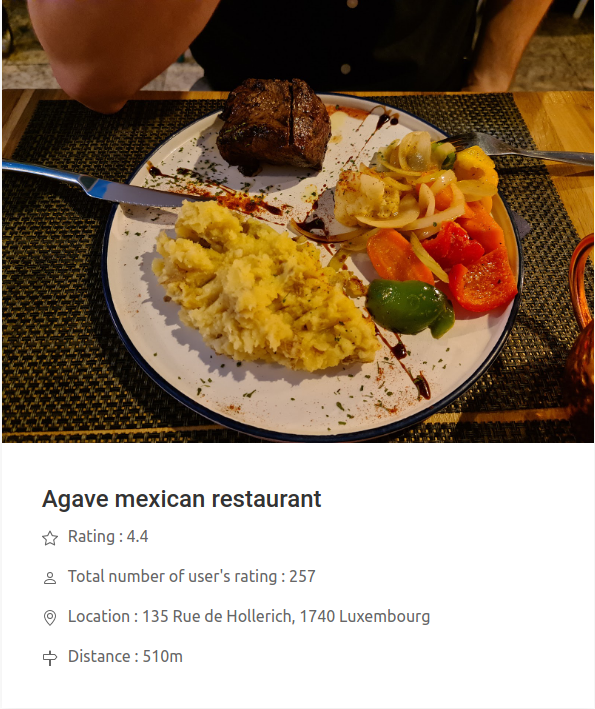 Agave mexican restaurant
Rating : 4.4
Total number of user's rating : 257
Location : 135 Rue de Hollerich, 1740 Luxembourg
Distance : 510m